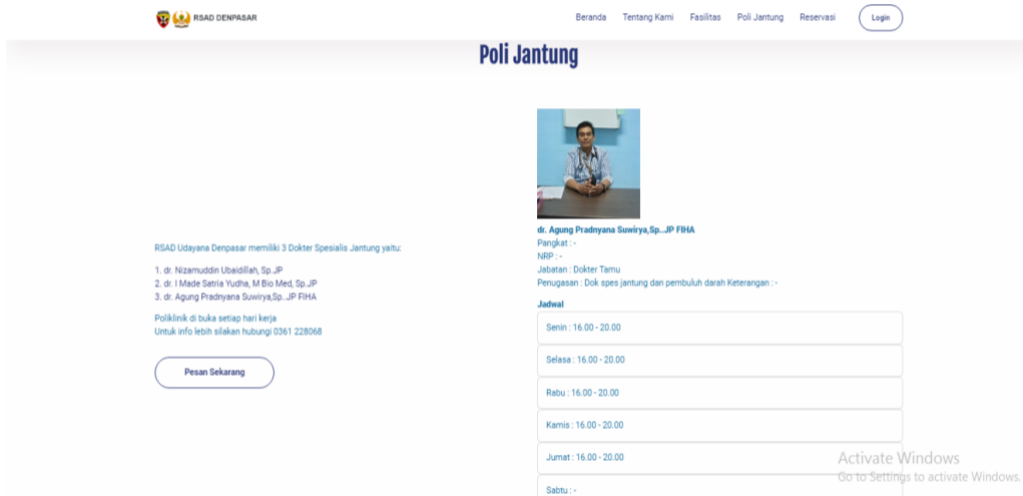 RSAD DENPASAR
Beranda Tentang Kami Fasilitas Poli Jantung Reservasi Login
Poli Jantung
RSAD Udayana Denpasar memiliki 3 Dokter Spesialis Jantung yaitu:
1. dr. Nizamuddin Ubaidillah, Sp.JP
2. dr. I Made Satria Yudha, M Bio Med, Sp.JP
3. dr. Agung Pradnyana Suwirya,Sp..JP FIHA
Poliklinik di buka setiap hari kerja
Untuk info lebih silakan hubungi 0361 228068
Pesan Sekarang
dr. Agung Pradnyana Suwirya,Sp..JP FIHA
Pangkat : -
NRP : -
Jabatan : Dokter Tamu
Penugasan : Dok spes jantung dan pembuluh darah Keterangan : -
Jadwal
Senin : 16.00 - 20.00
Selasa : 16.00 - 20.00
Rabu : 16.00 - 20.00
Kamis : 16.00 - 20.00
Jumat : 16.00 - 20.00
Sabtu : -
Activate Windows
Go to Settings to activate Windows.